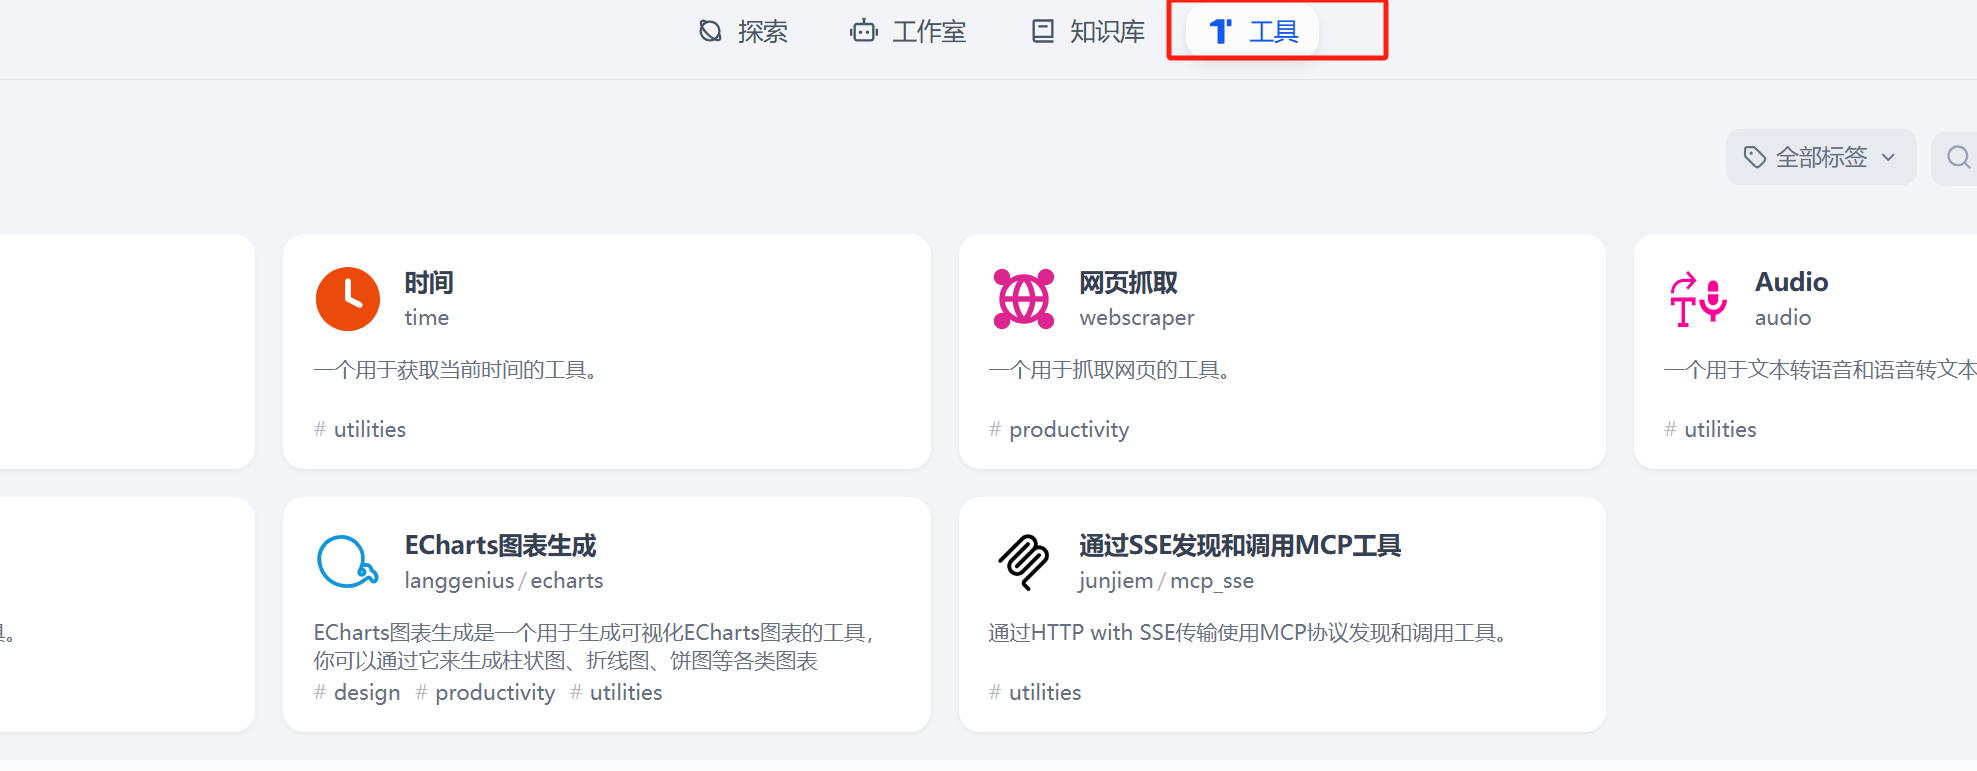 探索
工作室
知识库
工具
全部标签
时间
time
一个用于获取当前时间的工具。
# utilities
网页抓取
webscraper
一个用于抓取网页的工具。
# productivity
Audio
audio
一个用于文本转语音和语音转文本
# utilities
具。
ECharts图表生成
langgenius / echarts
ECharts图表生成是一个用于生成可视化ECharts图表的工具，
你可以通过它来生成柱状图、折线图、饼图等各类图表
# design # productivity # utilities
通过SSE发现和调用MCP工具
junjiem / mcp_sse
通过HTTP with SSE传输使用MCP协议发现和调用工具。
# utilities